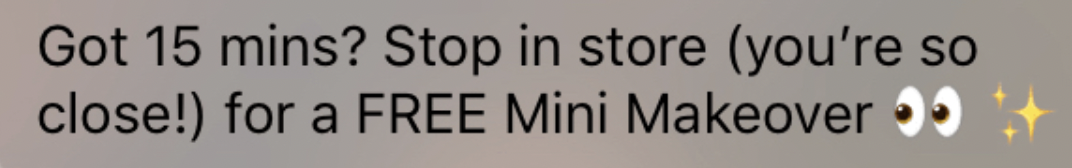 Got 15 mins? Stop in store (you’re so
close!) for a FREE Mini Makeover 👀 ✨